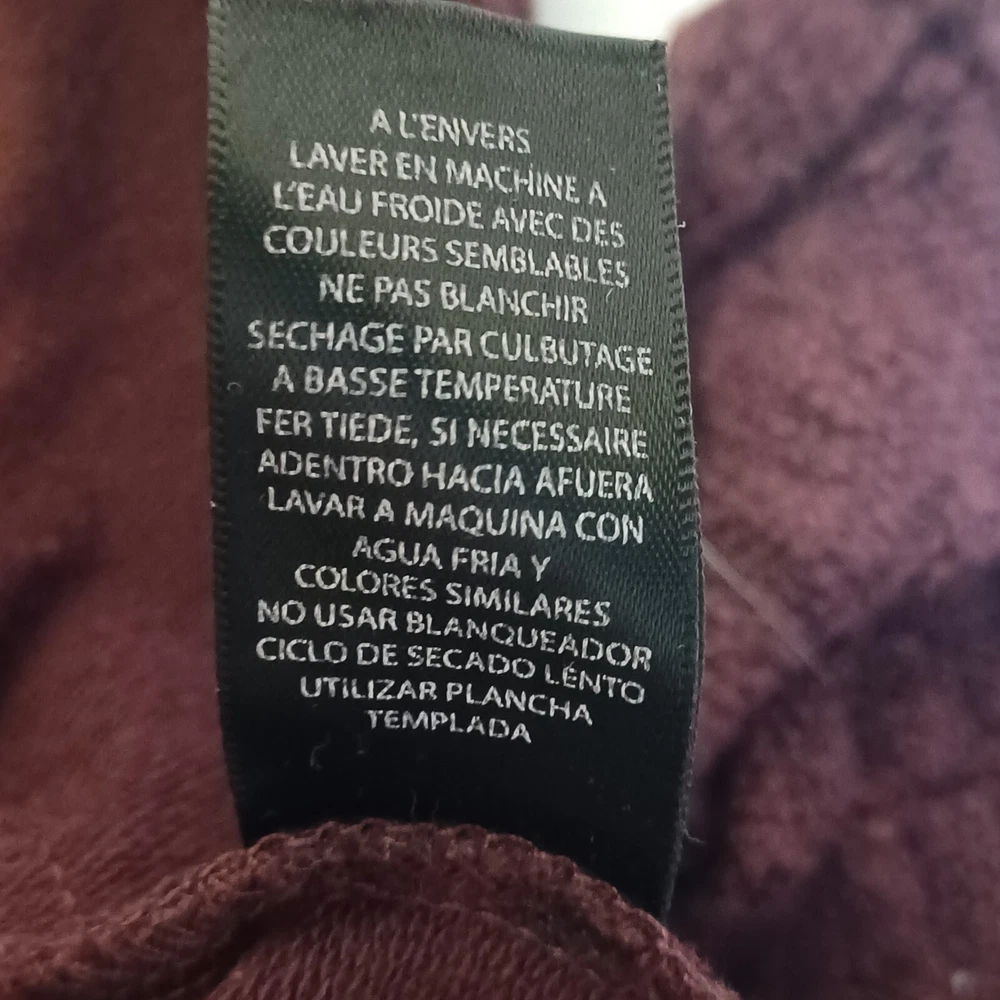 A L'ENVERS
LAVER EN MACHINE A
L'EAU FROIDE AVEC DES
COULEURS SEMBLABLES
NE PAS BLANCHIR
SECHAGE PAR CULBUTAGE
A BASSE TEMPERATURE
FER TIEDE, SI NECESSAIRE
ADENTRO HACIA AFUERA
LAVAR A MAQUINA CON
AGUA FRIA Y
COLORES SIMILARES
NO USAR BLANQUEADOR
CICLO DE SECADO LENTO
UTILIZAR PLANCHA
TEMPLADA